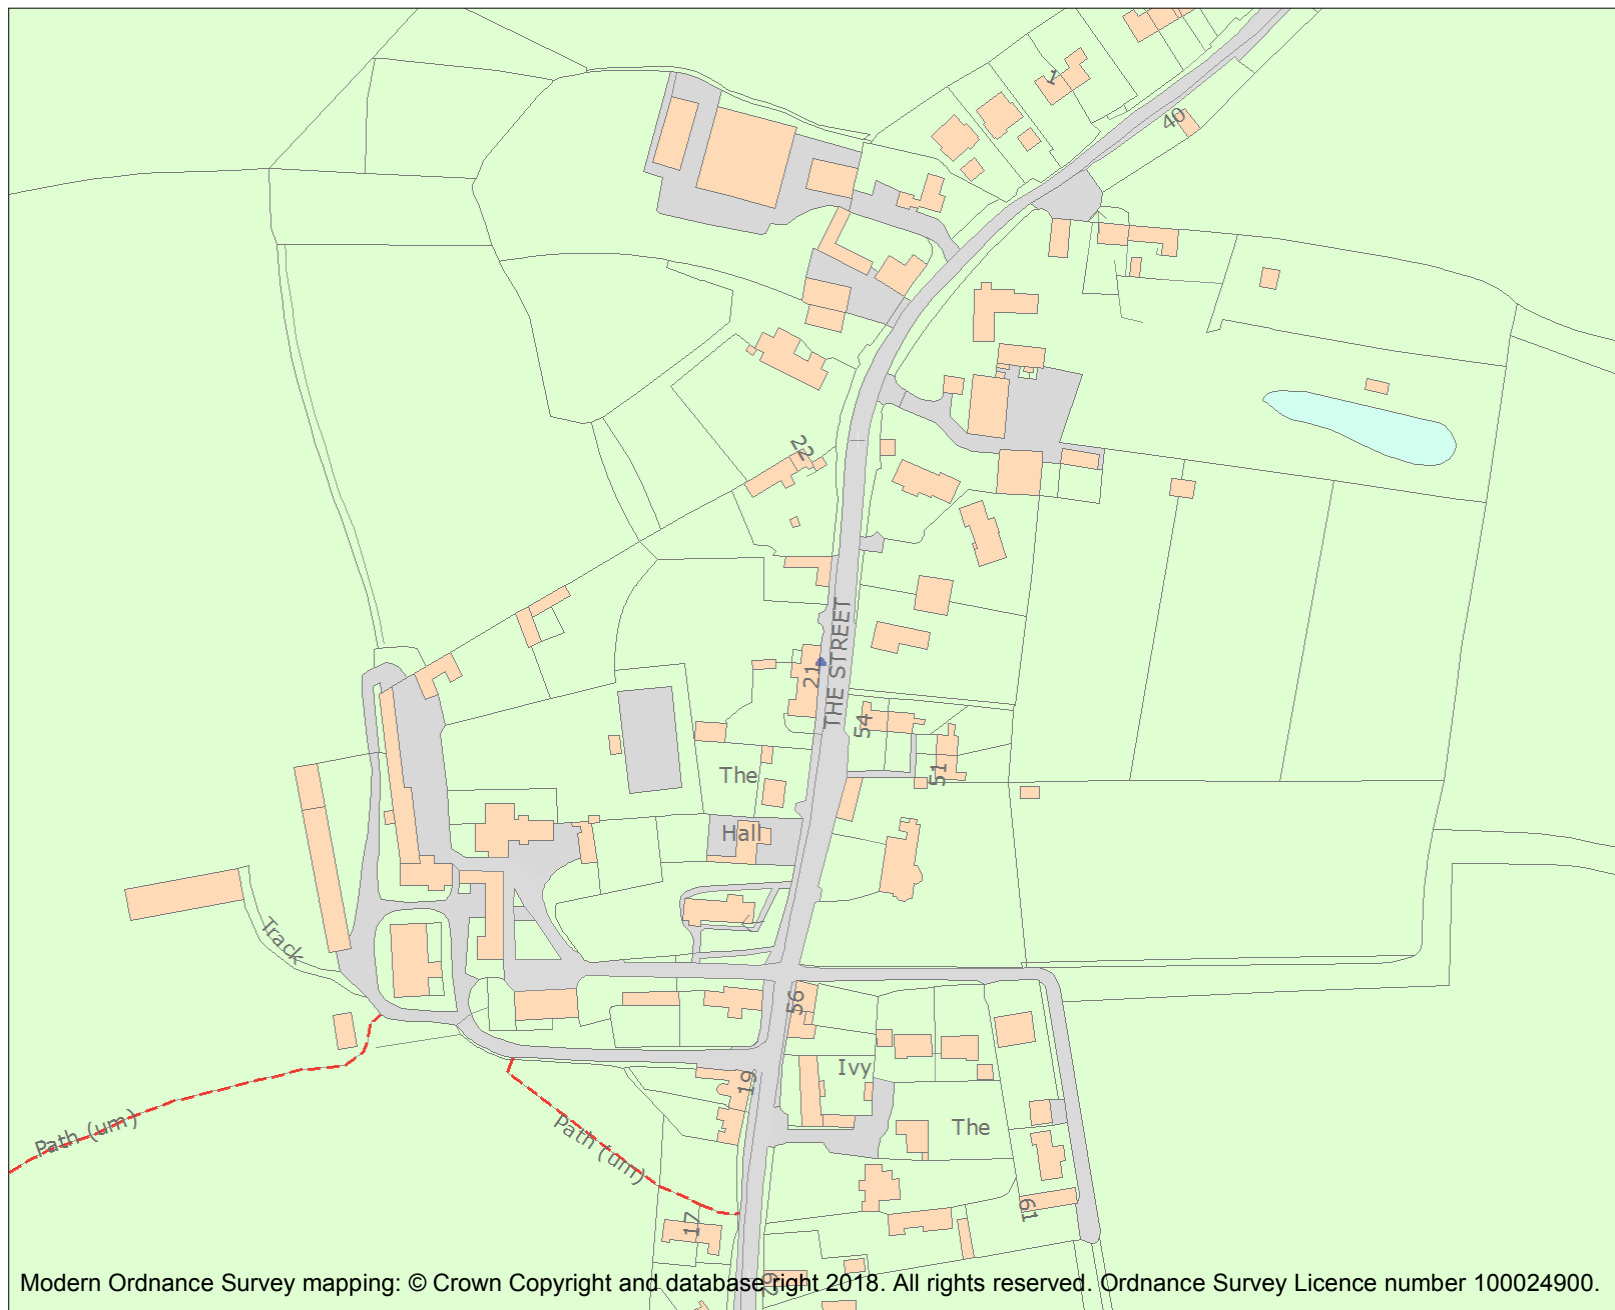 1
40
22
THE STREET
21
54
51
The
Hall
Track
56
Ivy
19
The
Path (um)
Path (um)
61
17
Modern Ordnance Survey mapping: © Crown Copyright and database right 2018. All rights reserved. Ordnance Survey Licence number 100024900.